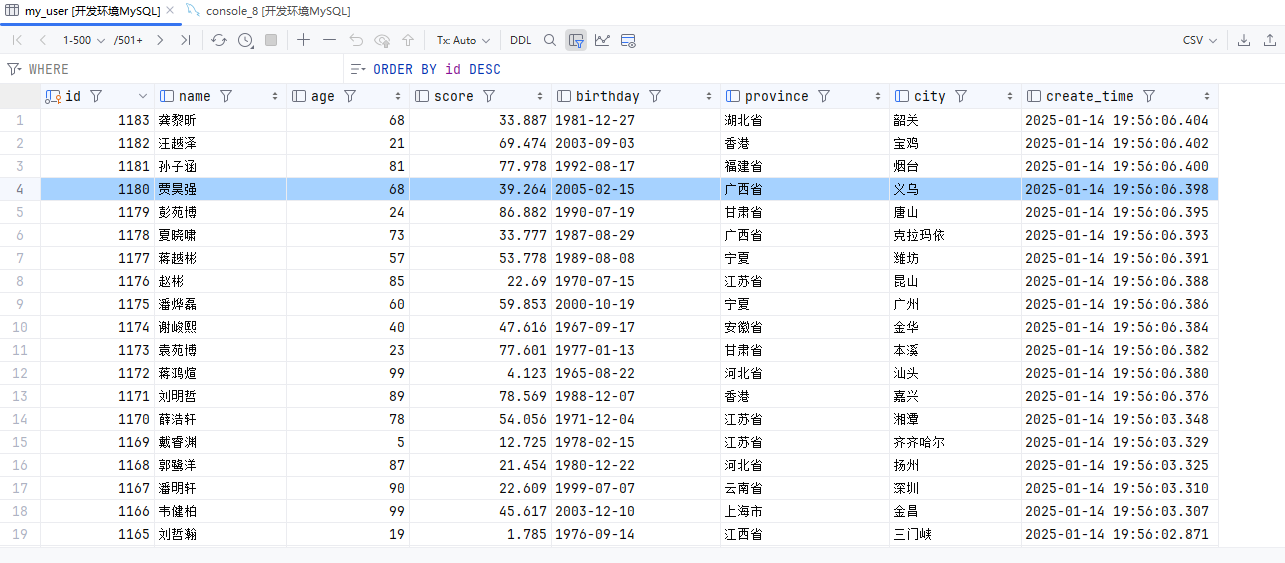 my_user [开发环境MySQL] console_8 [开发环境MySQL]
1-500 /501+ Tx: Auto DDL CSV
WHERE ORDER BY id DESC
id name age score birthday province city create_time
1 1183 龚黎昕 68 33.887 1981-12-27 湖北省 韶关 2025-01-14 19:56:06.404
2 1182 汪越泽 21 69.474 2003-09-03 香港 宝鸡 2025-01-14 19:56:06.402
3 1181 孙子涵 81 77.978 1992-08-17 福建省 烟台 2025-01-14 19:56:06.400
4 1180 贾昊强 68 39.264 2005-02-15 广西省 义乌 2025-01-14 19:56:06.398
5 1179 彭苑博 24 86.882 1990-07-19 甘肃省 唐山 2025-01-14 19:56:06.395
6 1178 夏晓啸 73 33.777 1987-08-29 广西省 克拉玛依 2025-01-14 19:56:06.393
7 1177 蒋越彬 57 53.778 1989-08-08 宁夏 潍坊 2025-01-14 19:56:06.391
8 1176 赵彬 85 22.69 1970-07-15 江苏省 昆山 2025-01-14 19:56:06.388
9 1175 潘烨磊 60 59.853 2000-10-19 宁夏 广州 2025-01-14 19:56:06.386
10 1174 谢峻熙 40 47.616 1967-09-17 安徽省 金华 2025-01-14 19:56:06.384
11 1173 袁苑博 23 77.601 1977-01-13 甘肃省 本溪 2025-01-14 19:56:06.382
12 1172 蒋鸿煊 99 4.123 1965-08-22 河北省 汕头 2025-01-14 19:56:06.380
13 1171 刘明哲 89 78.569 1988-12-07 香港 嘉兴 2025-01-14 19:56:06.376
14 1170 薛浩轩 78 54.056 1971-12-04 江苏省 湘潭 2025-01-14 19:56:03.348
15 1169 戴睿渊 5 12.725 1978-02-15 江苏省 齐齐哈尔 2025-01-14 19:56:03.329
16 1168 郭鹭洋 87 21.454 1980-12-22 河北省 扬州 2025-01-14 19:56:03.325
17 1167 潘明轩 90 22.609 1999-07-07 云南省 深圳 2025-01-14 19:56:03.310
18 1166 韦健柏 99 45.617 2003-12-10 上海市 金昌 2025-01-14 19:56:03.307
19 1165 刘哲瀚 19 1.785 1976-09-14 江西省 三门峡 2025-01-14 19:56:02.871